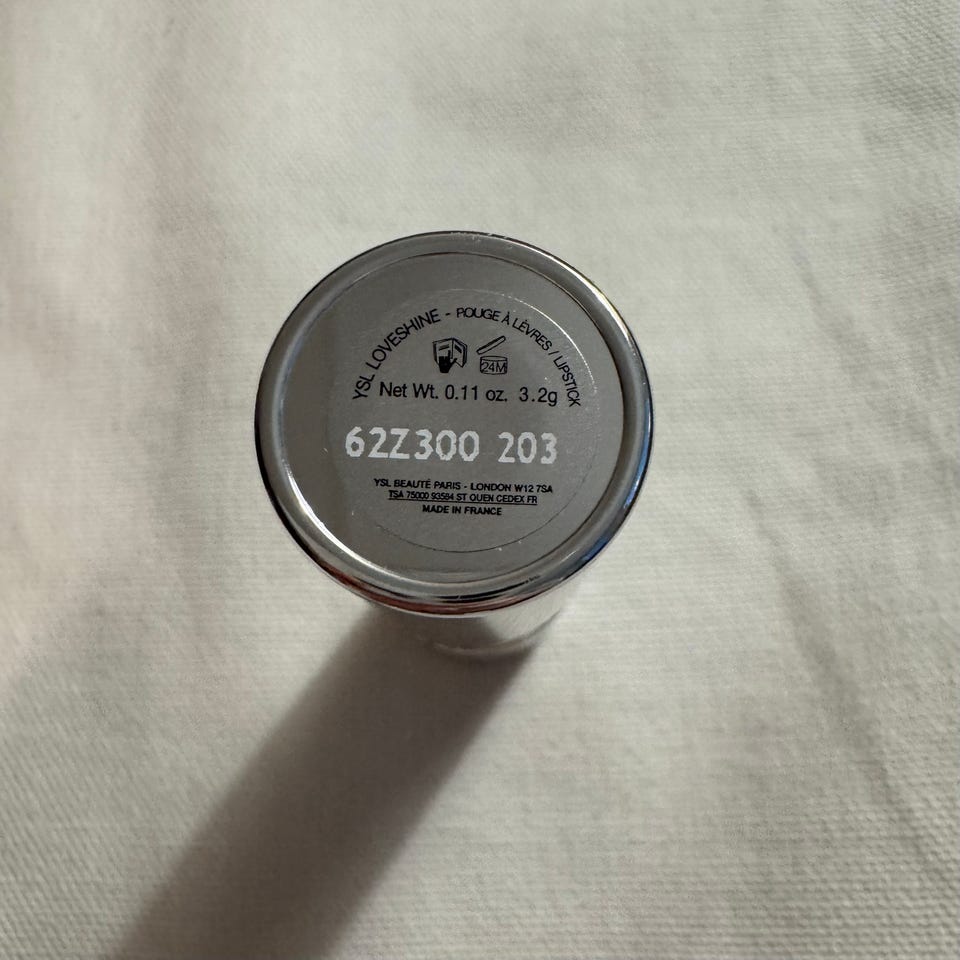 YSL LOVESHINE - ROUGE À LÈVRES / LIPSTICK
24M
Net Wt. 0.11 oz. 3.2g
62Z300 203
YSL BEAUTÉ PARIS - LONDON W12 7SA
TSA 75000 93584 ST OUEN CEDEX FR
MADE IN FRANCE